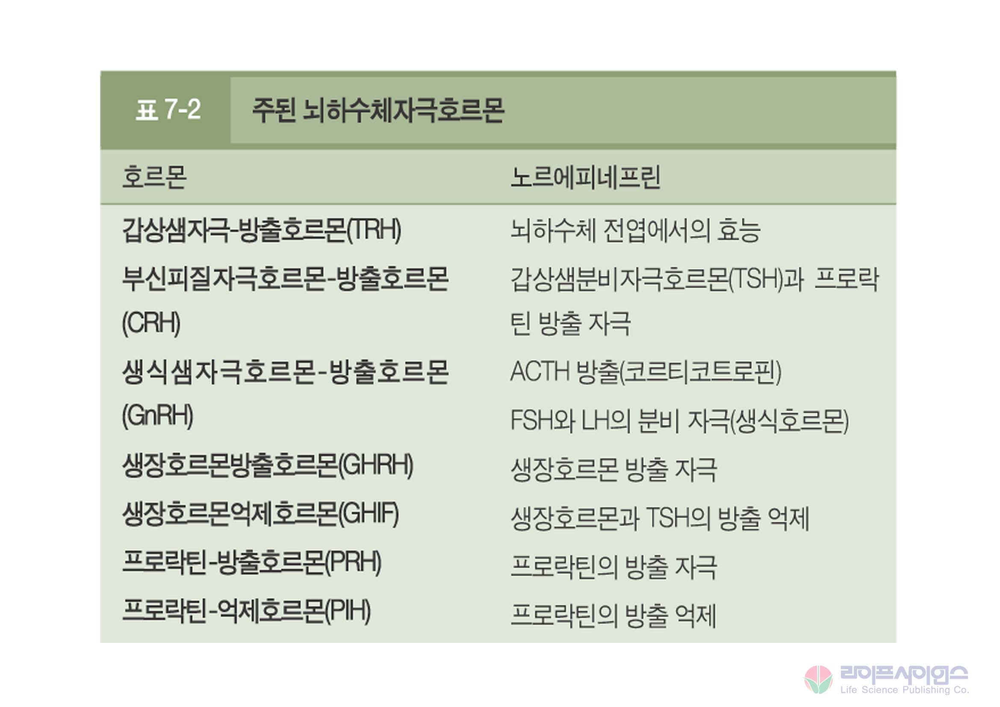 표 7-2 주된 뇌하수체자극호르몬
호르몬 노르에피네프린
갑상샘자극-방출호르몬(TRH) 뇌하수체 전엽에서의 효능
부신피질자극호르몬-방출호르몬 갑상샘분비자극호르몬(TSH)과 프로락
(CRH) 틴 방출 자극
생식샘자극호르몬-방출호르몬 ACTH 방출(코르티코트로핀)
(GnRH) FSH와 LH의 분비 자극(생식호르몬)
생장호르몬방출호르몬(GHRH) 생장호르몬 방출 자극
생장호르몬억제호르몬(GHIF) 생장호르몬과 TSH의 방출 억제
프로락틴-방출호르몬(PRH) 프로락틴의 방출 자극
프로락틴-억제호르몬(PIH) 프로락틴의 방출 억제
라이프사이언스
Life Science Publishing Co.